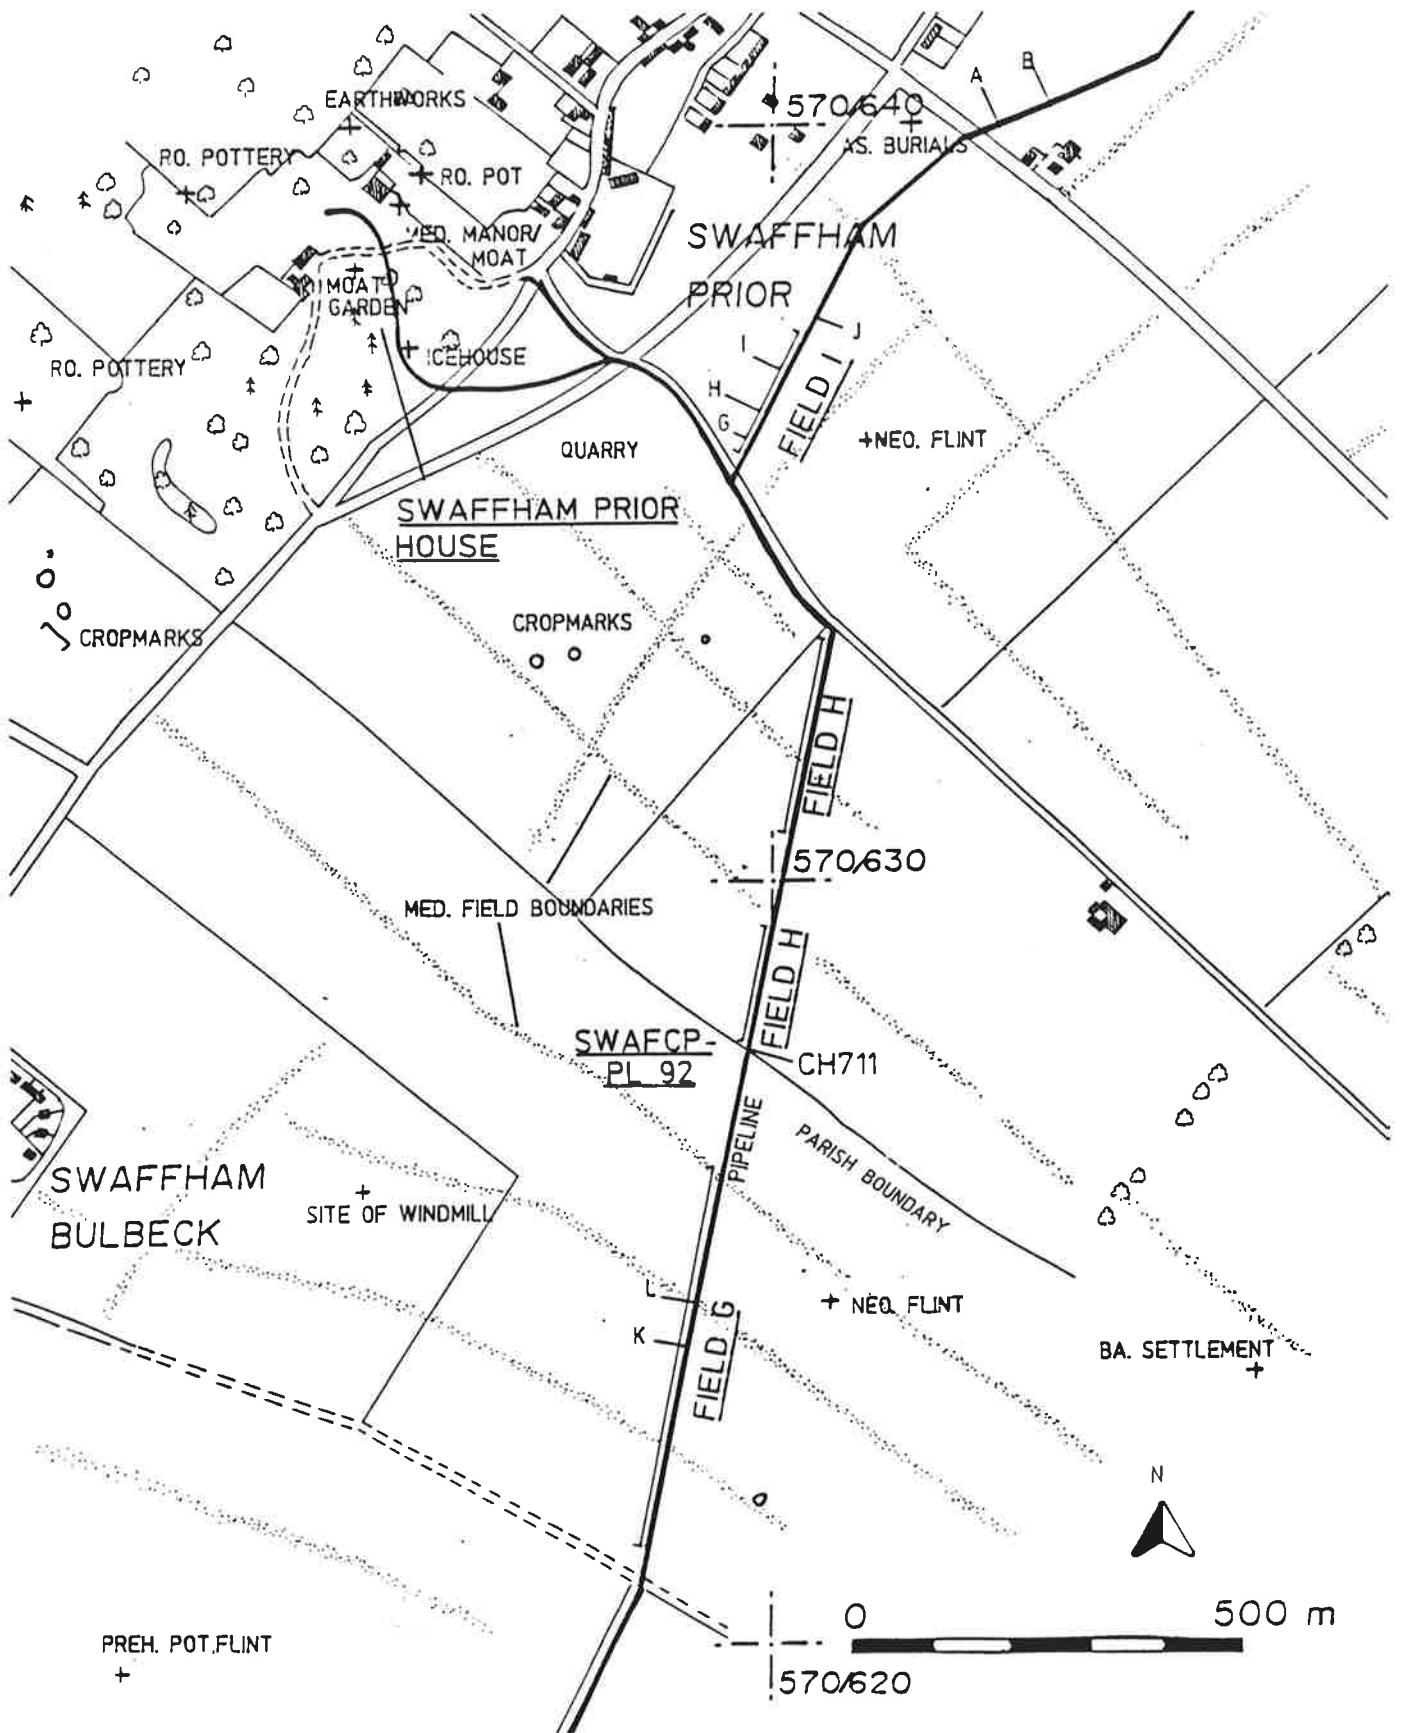 A
B
EARTHWORKS
570/640
AS. BURIALS
RO. POTTERY
RO. POT
MED. MANOR/
MOAT
SWAFFHAM
PRIOR
MOAT
GARDEN
ICEHOUSE
RO. POTTERY
I
J
H
G
FIELD I
QUARRY
+NEO. FLINT
SWAFFHAM PRIOR
HOUSE
CROPMARKS
CROPMARKS
FIELD H
570/630
MED. FIELD BOUNDARIES
FIELD H
SWAFCP-
PL 92
CH711
PIPELINE
PARISH BOUNDARY
SWAFFHAM
BULBECK
SITE OF WINDMILL
L
K
FIELD G
NEO. FLINT
BA. SETTLEMENT
N
0
500 m
PREH. POT,FLINT
570/620